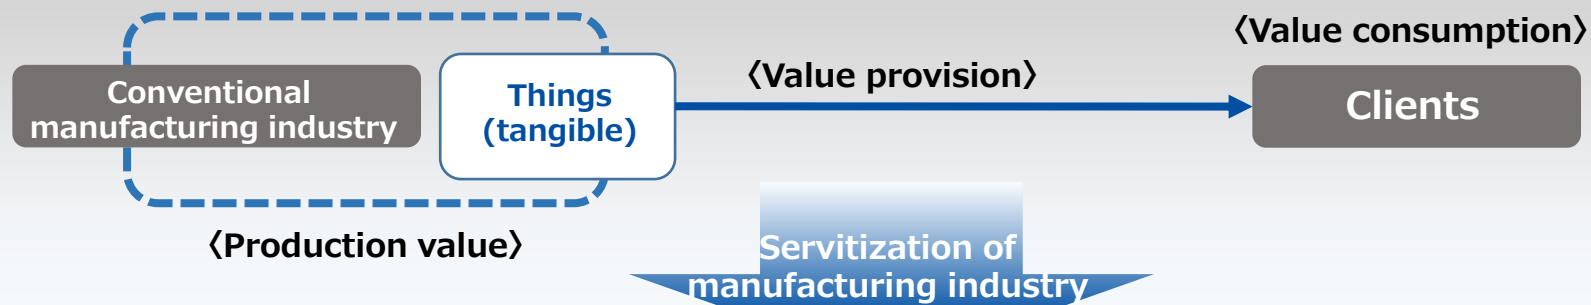 〈Value consumption〉
Conventional
manufacturing industry
Things
(tangible)
〈Value provision〉
Clients
〈Production value〉
Servitization of
manufacturing industry